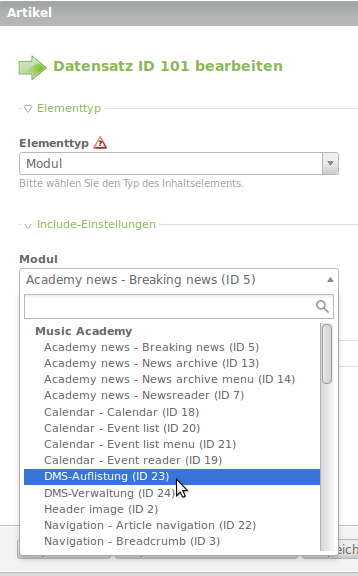 Artikel
Datensatz ID 101 bearbeiten
Elementtyp
Elementtyp
Modul
Bitte wählen Sie den Typ des Inhaltselements.
Include-Einstellungen
Modul
Academy news - Breaking news (ID 5)
Music Academy
Academy news - Breaking news (ID 5)
Academy news - News archive (ID 13)
Academy news - News archive menu (ID 14)
Academy news - Newsreader (ID 7)
Calendar - Calendar (ID 18)
Calendar - Event list (ID 20)
Calendar - Event list menu (ID 21)
Calendar - Event reader (ID 19)
DMS-Auflistung (ID 23)
DMS-Verwaltung (ID 24)
Header image (ID 2)
Navigation - Article navigation (ID 22)
Navigation - Breadcrumb (ID 3)